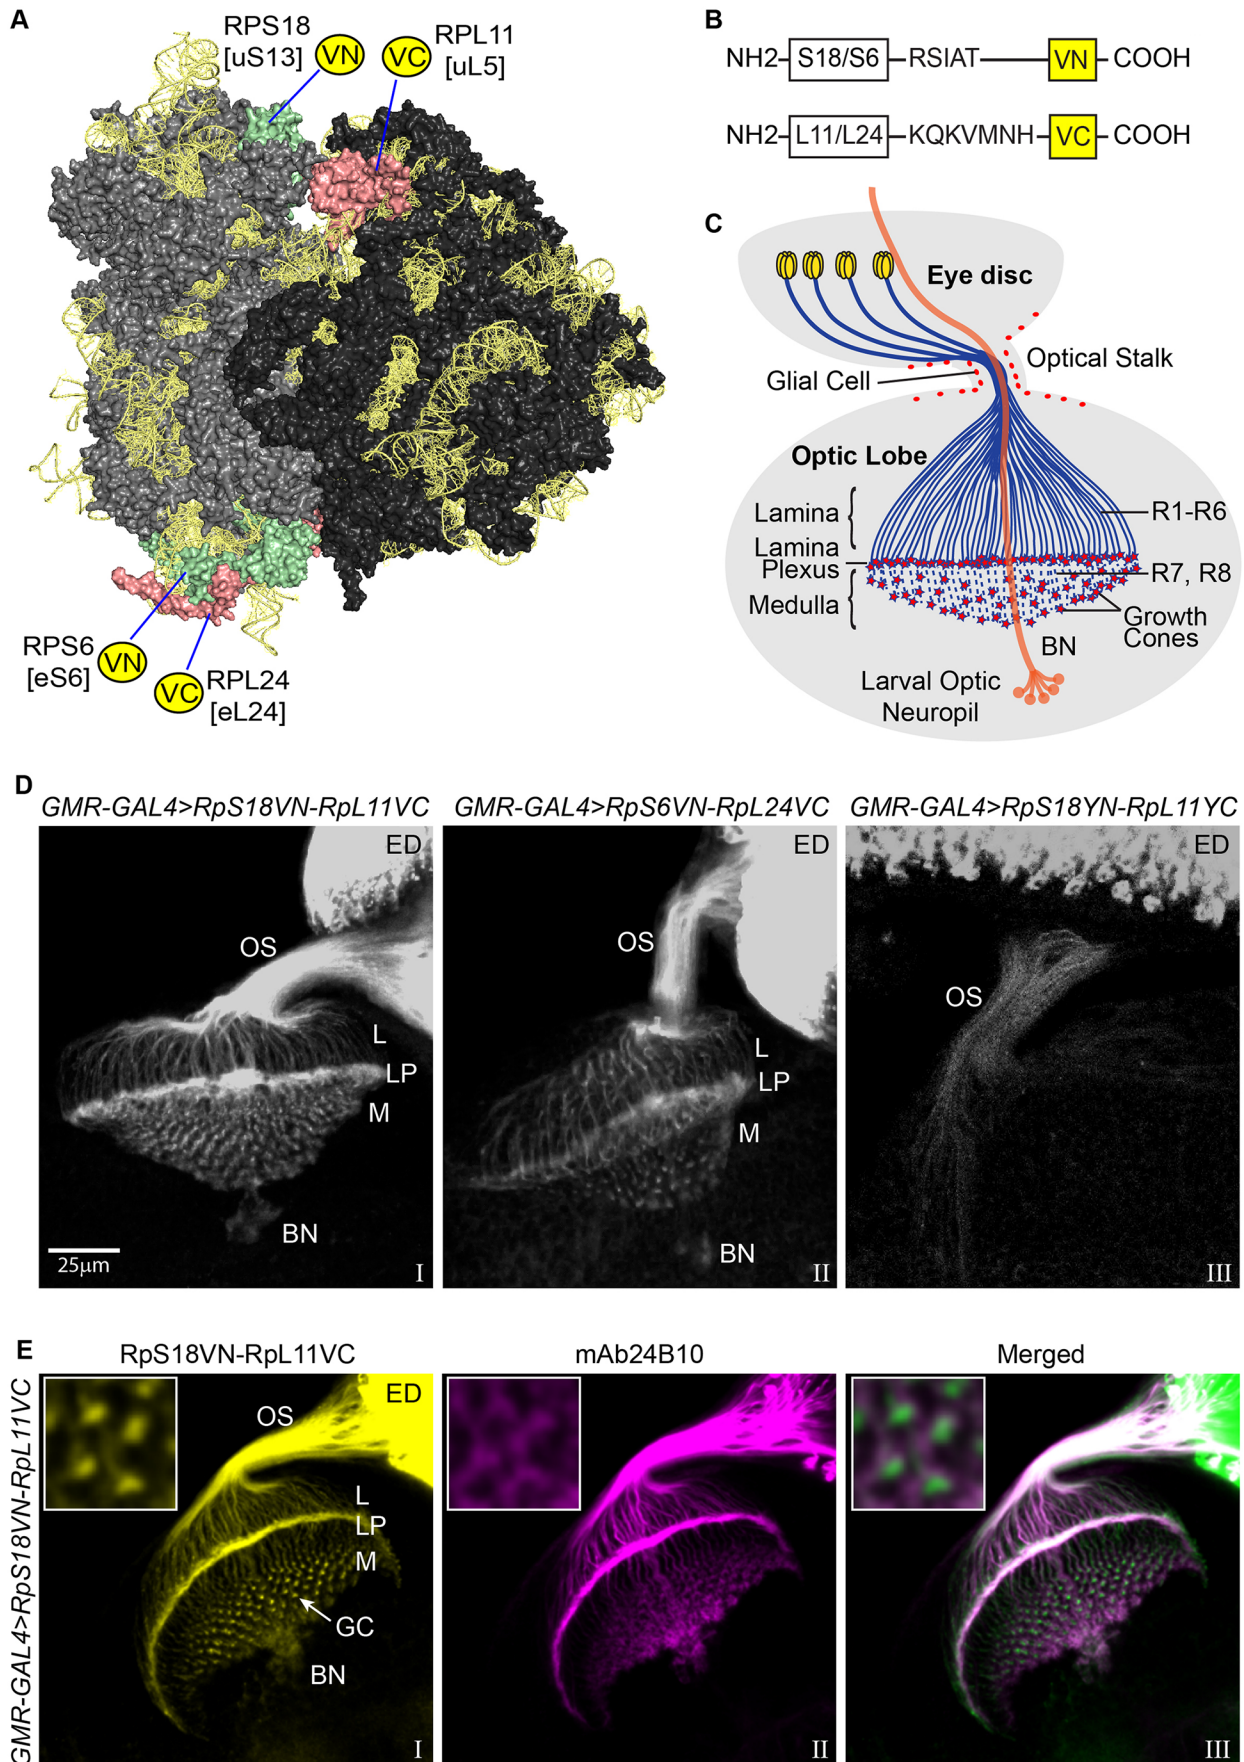 A
RPS18
[uS13]
VN
VC
RPL11
[uL5]
RPS6
[eS6]
VN
VC
RPL24
[eL24]
B
NH2 S18/S6 RSIAT VN COOH
NH2 L11/L24 KQKVMNH VC COOH
C
Eye disc
Optical Stalk
Glial Cell
Optic Lobe
Lamina
R1-R6
Lamina
Plexus
R7, R8
Medulla
Growth
Cones
BN
Larval Optic
Neuropil
D
GMR-GAL4>RpS18VN-RpL11VC
GMR-GAL4>RpS6VN-RpL24VC
GMR-GAL4>RpS18YN-RpL11YC
ED
OS
L
LP
M
BN
25μm
I
ED
OS
L
LP
M
BN
II
ED
OS
III
E
RpS18VN-RpL11VC
mAb24B10
Merged
GMR-GAL4>RpS18VN-RpL11VC
ED
OS
L
LP
M
GC
BN
I
II
III